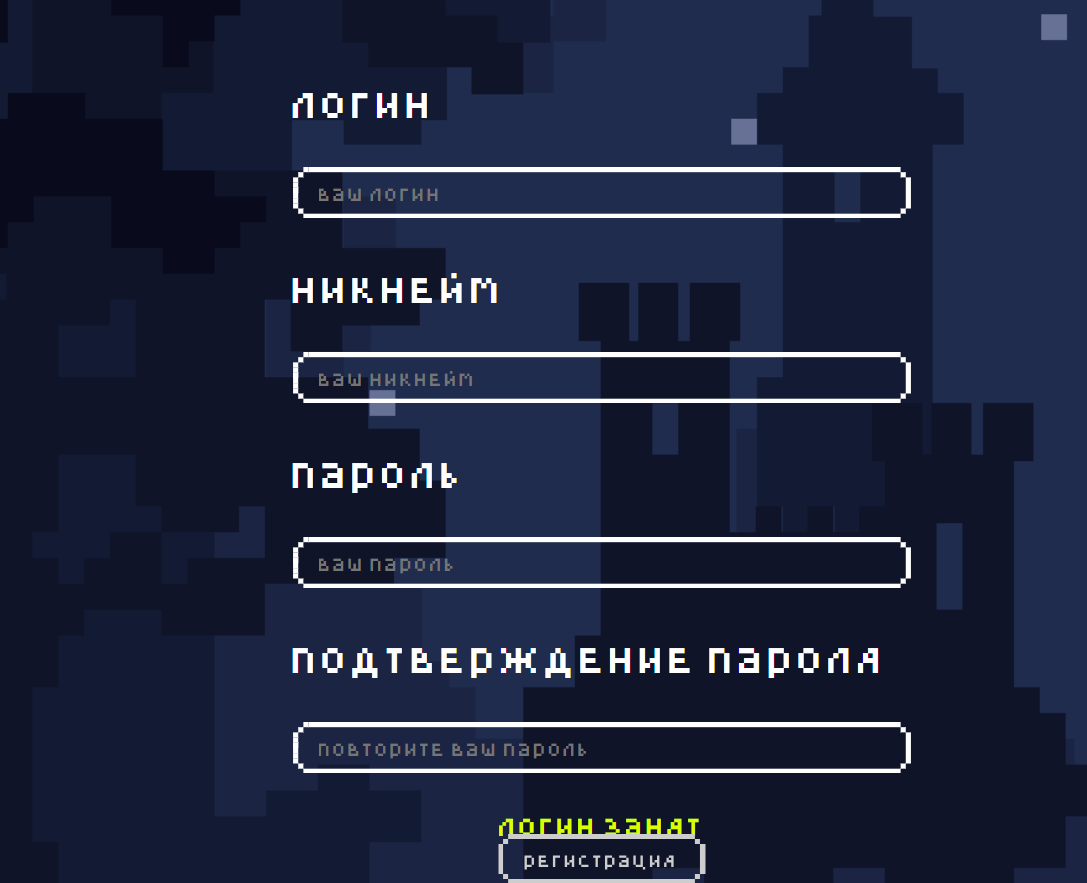 логин
ваш логин
никнейм
ваш никнейм
пароль
ваш пароль
подтверждение пароля
повторите ваш пароль
логин занят
регистрация